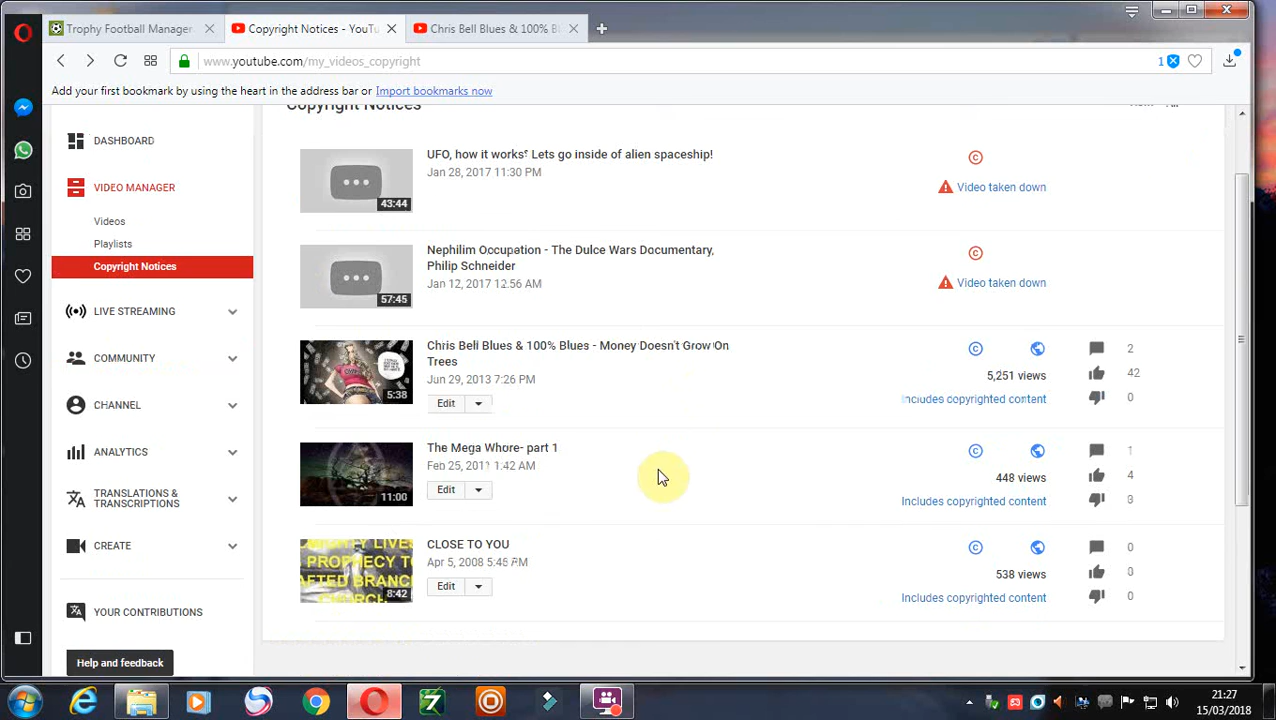 Trophy Football Manager
Copyright Notices - YouTu
Chris Bell Blues & 100% B
www.youtube.com/my_videos_copyright
1
Add your first bookmark by using the heart in the address bar or Import bookmarks now
Copyright Notices
DASHBOARD
VIDEO MANAGER
Videos
Playlists
Copyright Notices
LIVE STREAMING
COMMUNITY
CHANNEL
ANALYTICS
TRANSLATIONS &
TRANSCRIPTIONS
CREATE
YOUR CONTRIBUTIONS
Help and feedback
UFO, how it works? Lets go inside of alien spaceship!
Jan 28, 2017 11:30 PM
43:44
Video taken down
Nephilim Occupation - The Dulce Wars Documentary,
Philip Schneider
Jan 12, 2017 12:56 AM
57:45
Video taken down
Chris Bell Blues & 100% Blues - Money Doesn't Grow On
Trees
Jun 29, 2013 7:26 PM
5:38
Edit
5,251 views
Includes copyrighted content
2
42
0
The Mega Whore- part 1
1:42 AM
11:00
Edit
448 views
Includes copyrighted content
1
4
CLOSE TO YOU
Apr 5, 2008 5:45 PM
PROPHECY TO
8:42
Edit
538 views
Includes copyrighted content
0
0
0
21:27
15/03/2018